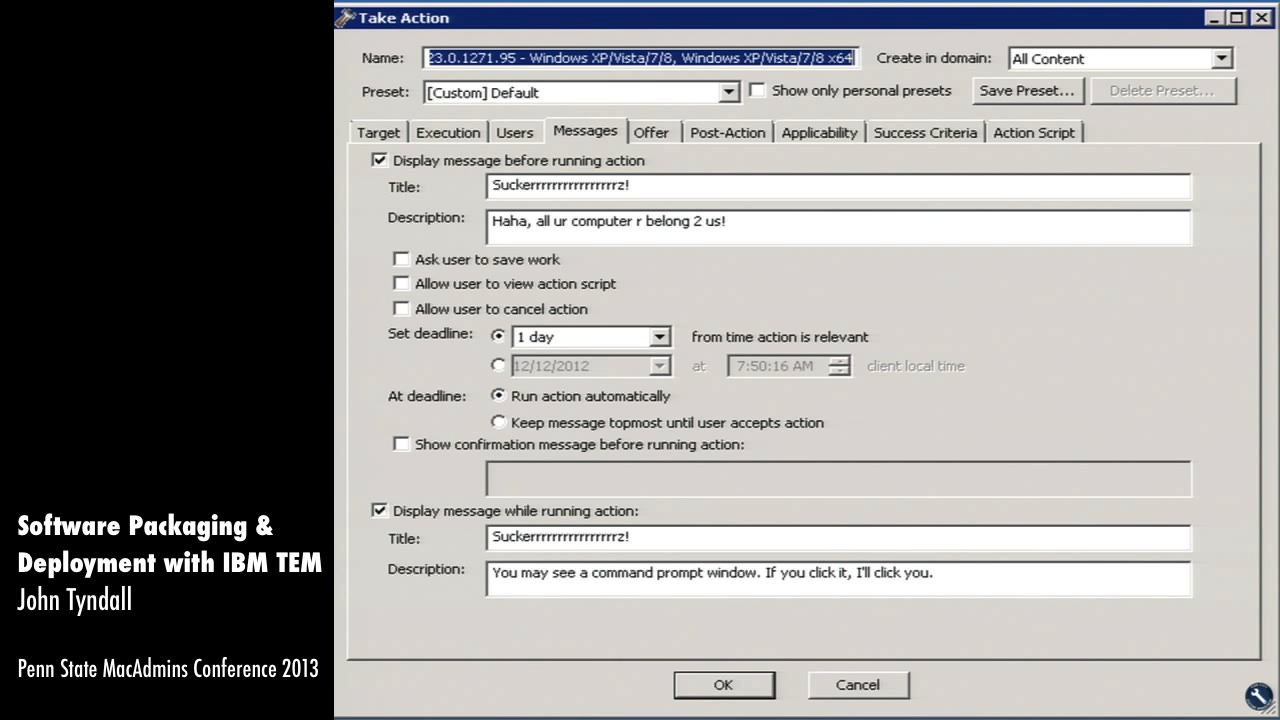 Take Action
Name: 23.0.1271.95 - Windows XP/Vista/7/8, Windows XP/Vista/7/8 x64 Create in domain: All Content
Preset: [Custom] Default Show only personal presets Save Preset... Delete Preset...
Target Execution Users Messages Offer Post-Action Applicability Success Criteria Action Script
Display message before running action
Title: Suckerrrrrrrrrrrrrrrrz!
Description: Haha, all ur computer r belong 2 us!
Ask user to save work
Allow user to view action script
Allow user to cancel action
Set deadline: 1 day from time action is relevant
12/12/2012 at 7:50:16 AM client local time
At deadline: Run action automatically
Keep message topmost until user accepts action
Show confirmation message before running action:
Display message while running action:
Title: Suckerrrrrrrrrrrrrrrrz!
Description: You may see a command prompt window. If you click it, I'll click you.
OK Cancel
Software Packaging &
Deployment with IBM TEM
John Tyndall
Penn State MacAdmins Conference 2013